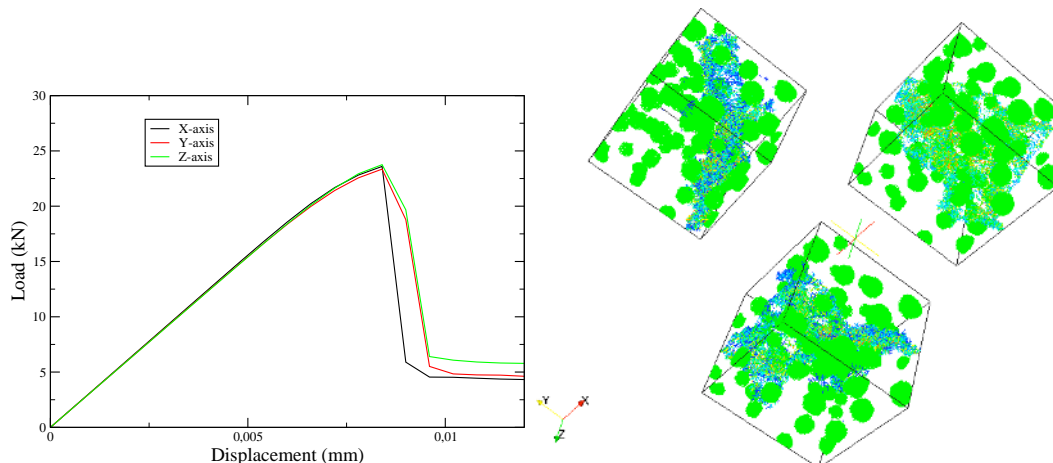 30
25
20
15
10
5
0
Load (kN)
X-axis
Y-axis
Z-axis
0
0,005
0,01
Displacement (mm)
Y
X
Z